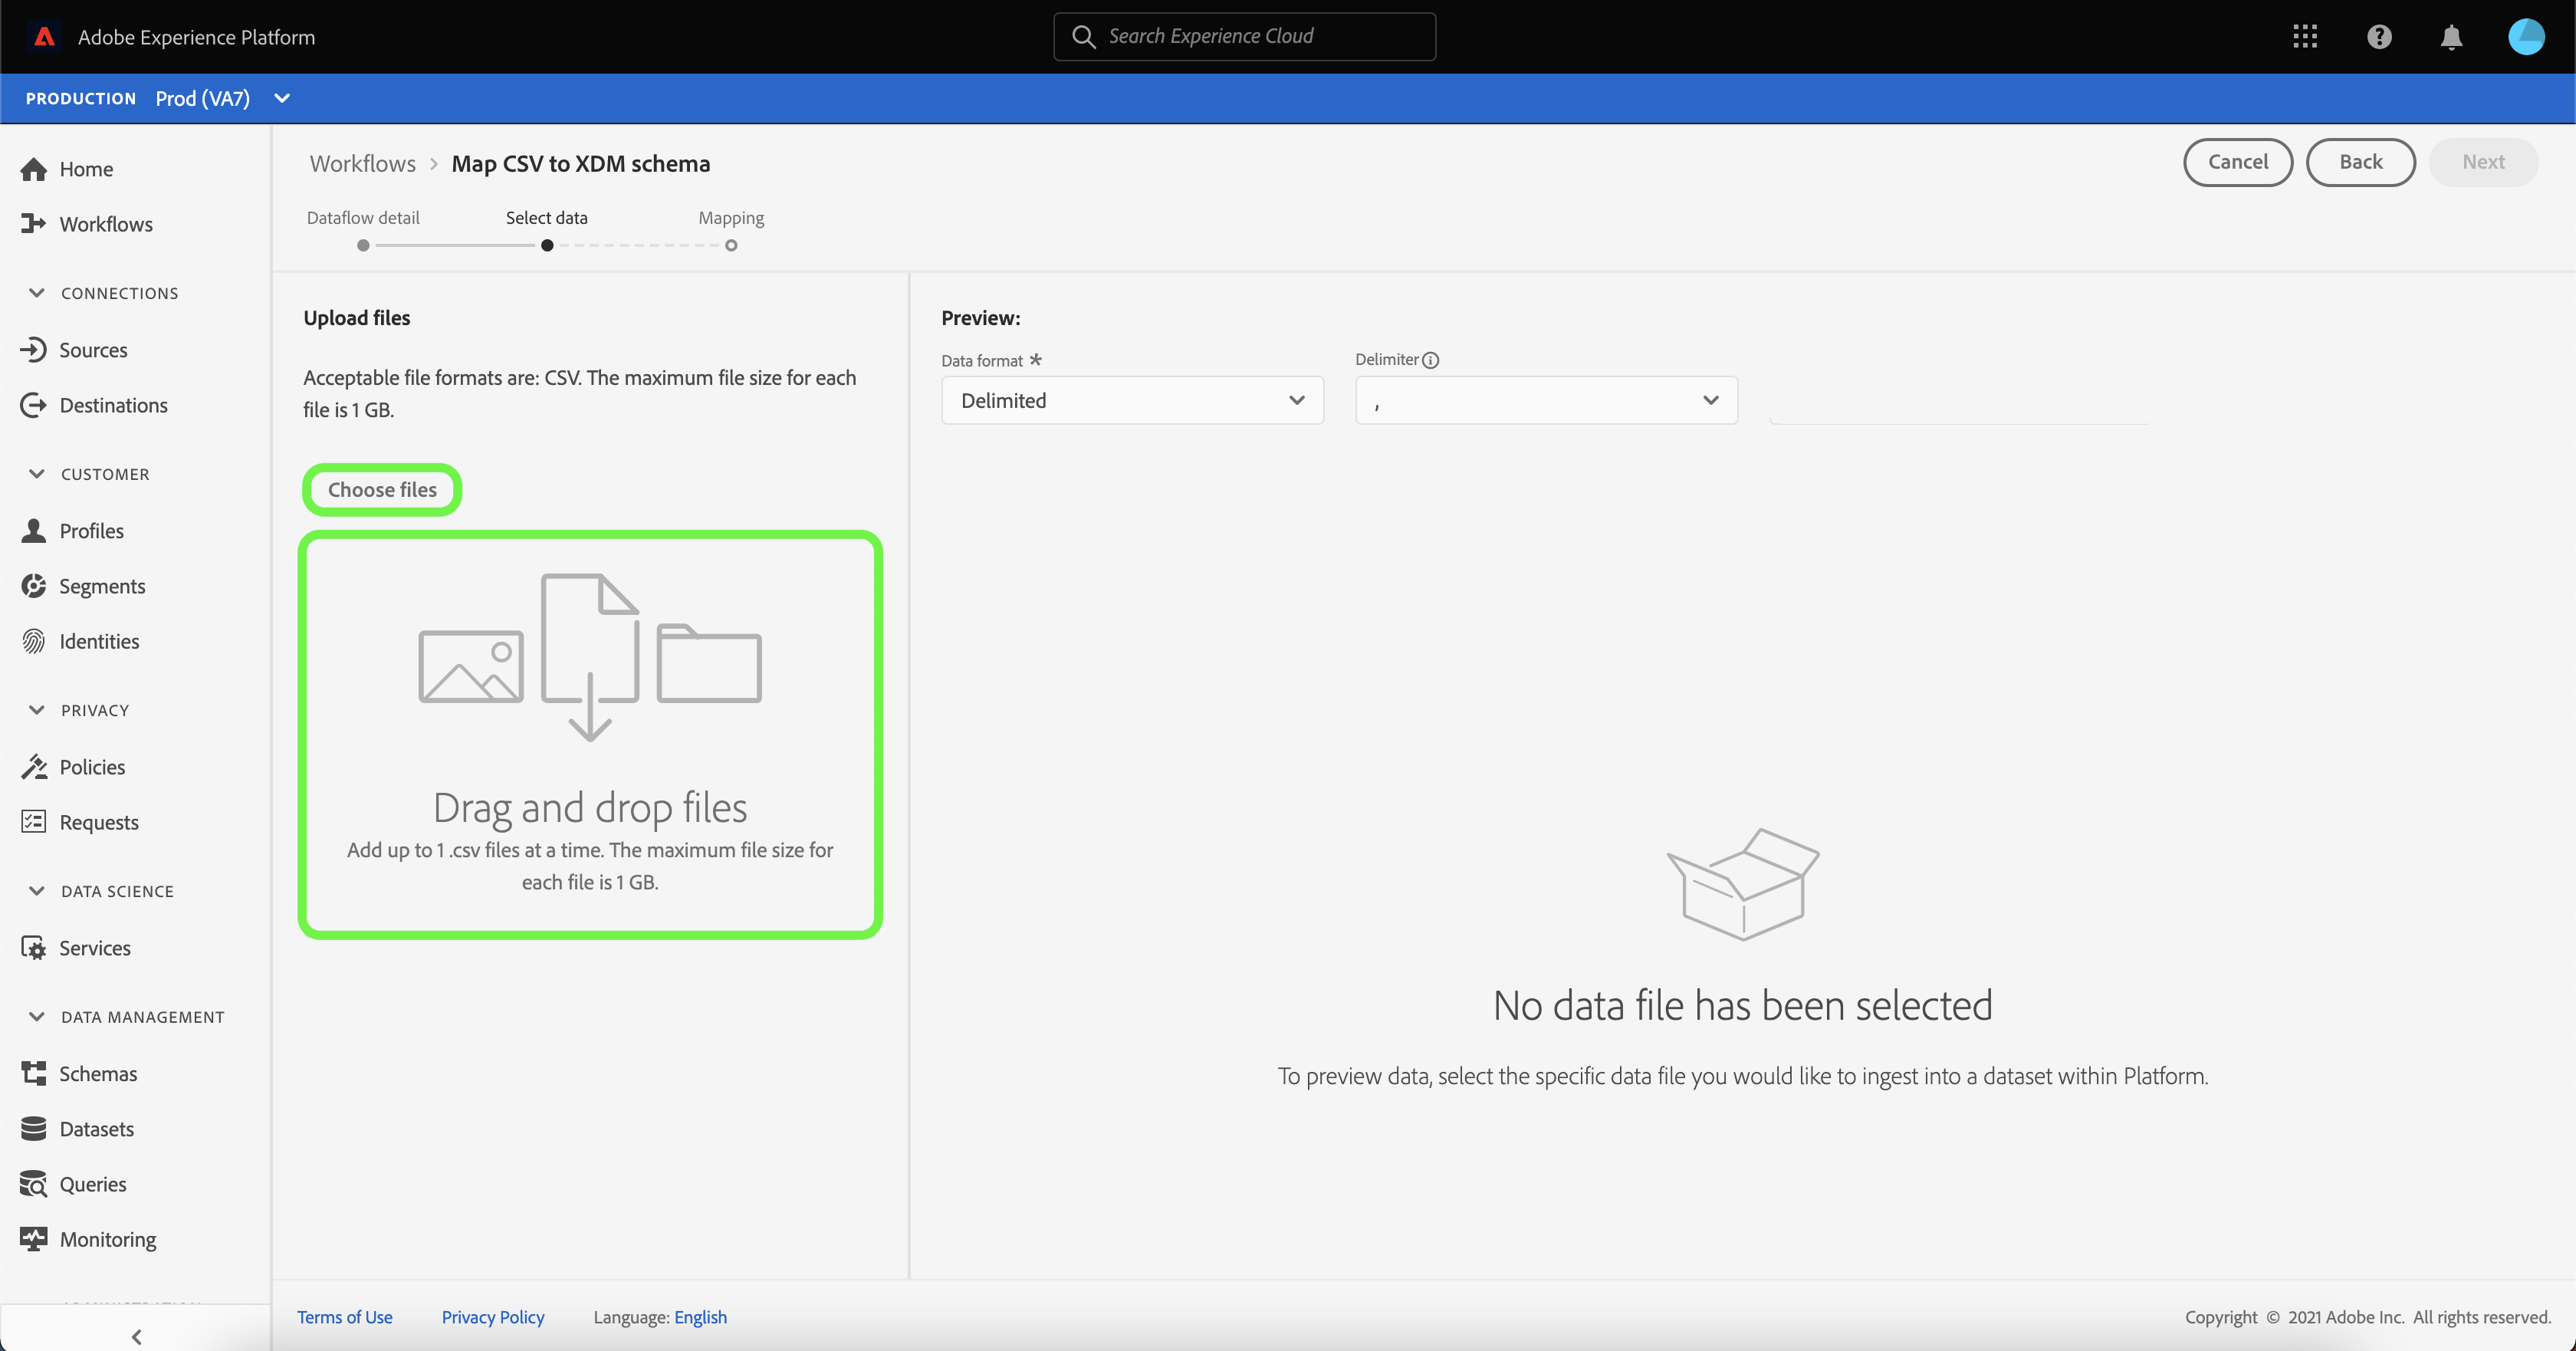 Adobe Experience Platform
Search Experience Cloud
PRODUCTION Prod (VA7)
Home
Workflows
CONNECTIONS
Sources
Destinations
CUSTOMER
Profiles
Segments
Identities
PRIVACY
Policies
Requests
DATA SCIENCE
Services
DATA MANAGEMENT
Schemas
Datasets
Queries
Monitoring
Workflows > Map CSV to XDM schema
Cancel
Back
Next
Dataflow detail
Select data
Mapping
Upload files
Acceptable file formats are: CSV. The maximum file size for each
file is 1 GB.
Choose files
Drag and drop files
Add up to 1 .csv files at a time. The maximum file size for
each file is 1 GB.
Preview:
Data format *
Delimited
Delimiter
,
No data file has been selected
To preview data, select the specific data file you would like to ingest into a dataset within Platform.
Terms of Use
Privacy Policy
Language: English
Copyright © 2021 Adobe Inc. All rights reserved.